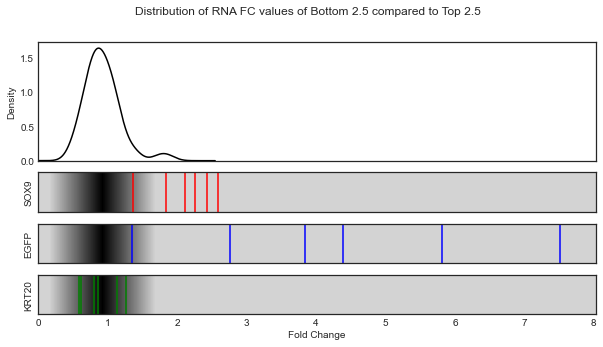 Distribution of RNA FC values of Bottom 2.5 compared to Top 2.5
1.5
1.0
0.5
0.0
Density
SOX9
EGFP
KRT20
0 1 2 3 4 5 6 7 8
Fold Change